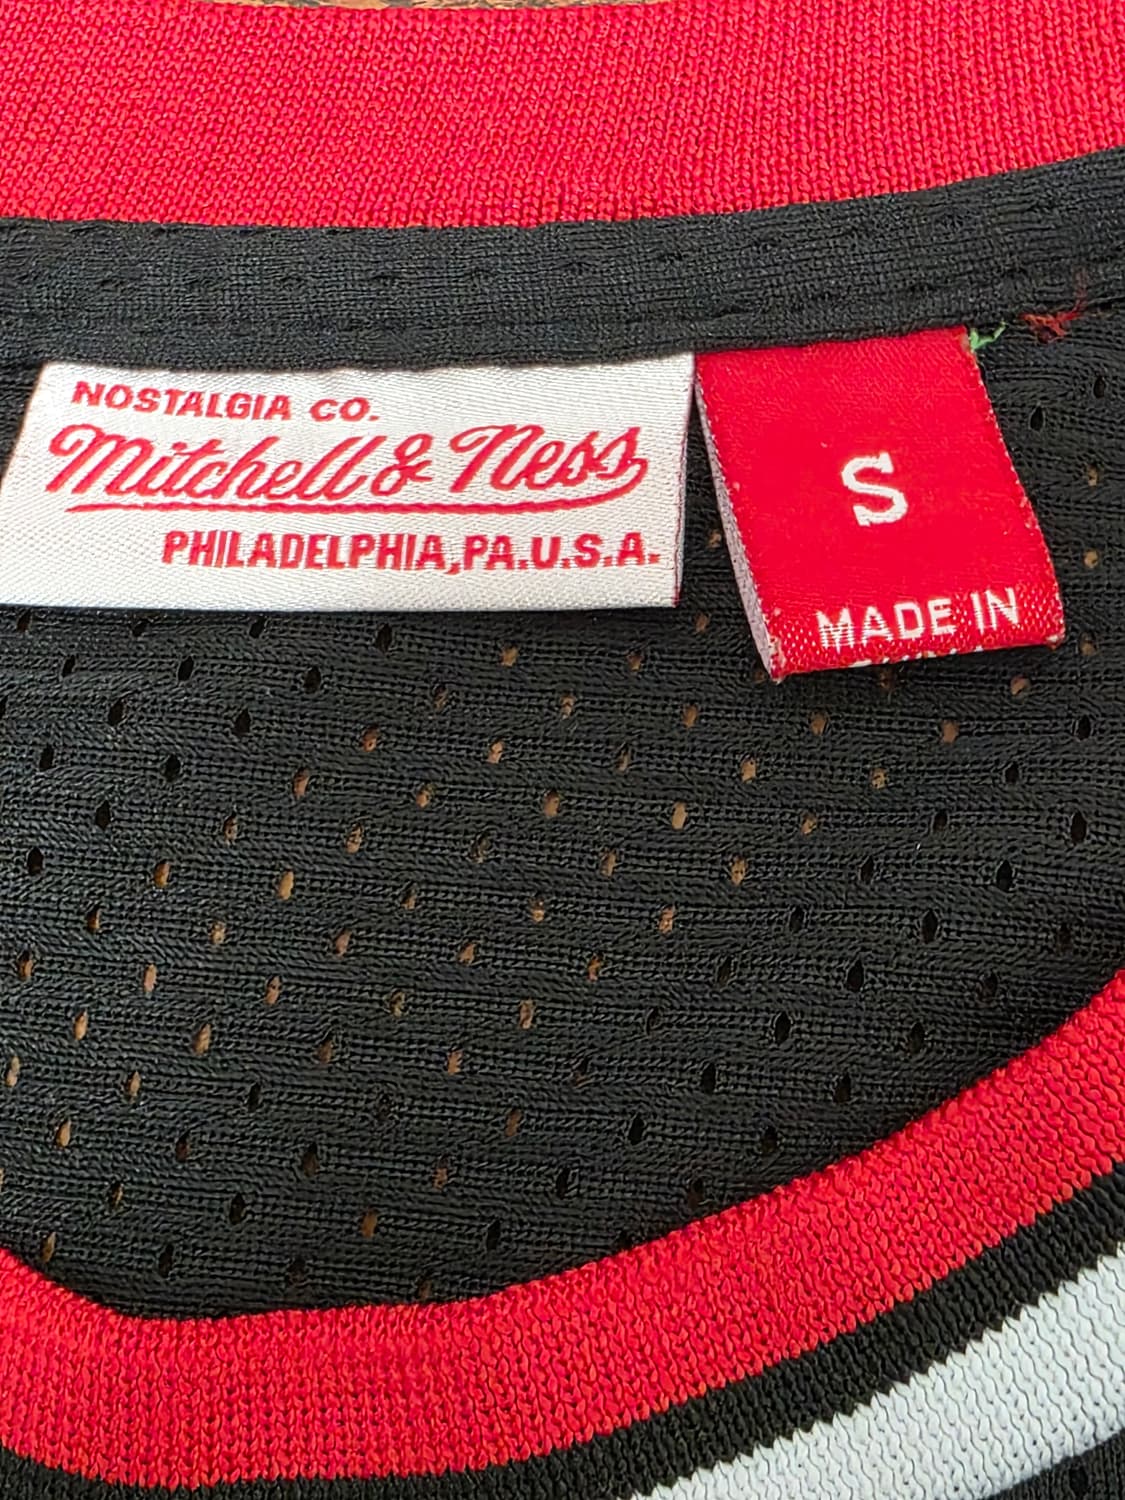 NOSTALGIA CO.
Mitchell & Ness
PHILADELPHIA, PA. U.S.A.
S
MADE IN